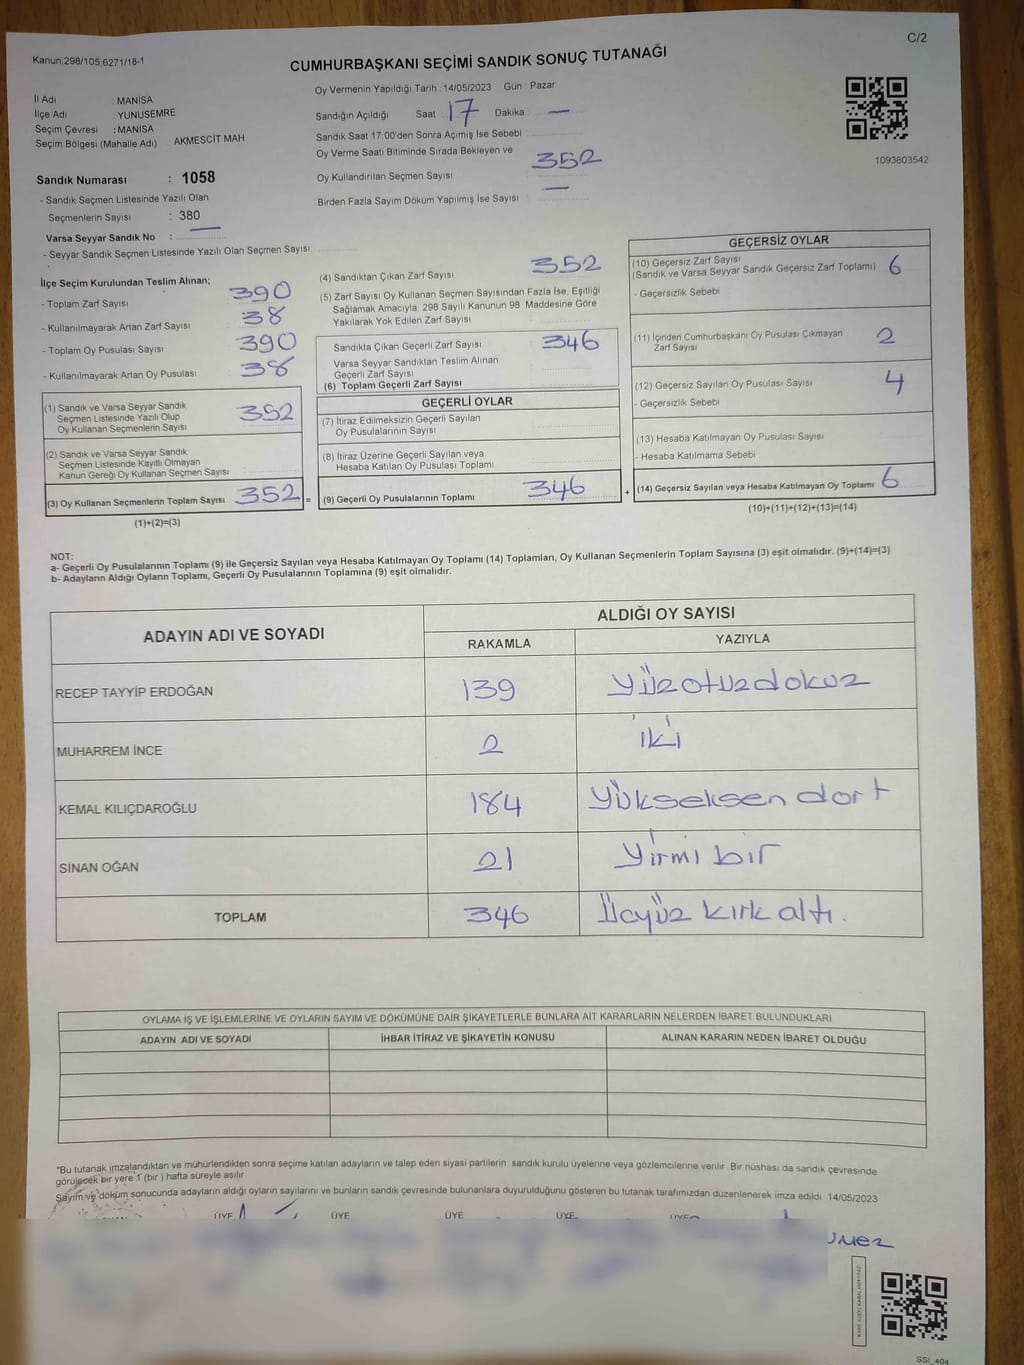 C/2
Kanun:298/105;6271/18-1
CUMHURBAŞKANI SEÇİMİ SANDIK SONUÇ TUTANAĞI
İl Adı : MANİSA
İlçe Adı : YUNUSEMRE
Seçim Çevresi : MANİSA
Seçim Bölgesi (Mahalle Adı) : AKMESCİT MAH.
Sandık Numarası : 1058
- Sandık Seçmen Listesinde Yazılı Olan
Seçmenlerin Sayısı : 380
Varsa Seyyar Sandık No : —
- Seyyar Sandık Seçmen Listesinde Yazılı Olan Seçmen Sayısı:
Oy Vermenin Yapıldığı Tarih : 14/05/2023 Gün : Pazar
Sandığın Açıldığı Saat 17 Dakika —
Sandık Saat 17:00'den Sonra Açımış İse Sebebi
Oy Verme Saati Bitiminde Sırada Bekleyen ve
Oy Kullandırılan Seçmen Sayısı : 352
Birden Fazla Sayım Döküm Yapılmış İse Sayısı : —
1093803542
İlçe Seçim Kurulundan Teslim Alınan;
- Toplam Zarf Sayısı 390
- Kullanılmayarak Artan Zarf Sayısı 38
- Toplam Oy Pusulası Sayısı 390
- Kullanılmayarak Artan Oy Pusulası 38
(1) Sandık ve Varsa Seyyar Sandık
Seçmen Listesinde Yazılı Olup
Oy Kullanan Seçmenlerin Sayısı 352
(2) Sandık ve Varsa Seyyar Sandık
Seçmen Listesinde Kayıtlı Olmayan
Kanun Gereği Oy Kullanan Seçmen Sayısı
(3) Oy Kullanan Seçmenlerin Toplam Sayısı 352 =
(1)+(2)=(3)
(4) Sandıktan Çıkan Zarf Sayısı 352
(5) Zarf Sayısı Oy Kullanan Seçmen Sayısından Fazla İse, Eşitliği
Sağlamak Amacıyla, 298 Sayılı Kanunun 98. Maddesine Göre
Yakılarak Yok Edilen Zarf Sayısı
Sandıkta Çıkan Geçerli Zarf Sayısı 346
Varsa Seyyar Sandıktan Teslim Alınan
Geçerli Zarf Sayısı
(6) Toplam Geçerli Zarf Sayısı
GEÇERLİ OYLAR
(7) İtiraz Edilmeksizin Geçerli Sayılan
Oy Pusulalarının Sayısı
(8) İtiraz Üzerine Geçerli Sayılan veya
Hesaba Katılan Oy Pusulası Toplamı
(9) Geçerli Oy Pusulalarının Toplamı 346 +
GEÇERSİZ OYLAR
(10) Geçersiz Zarf Sayısı
(Sandık ve Varsa Seyyar Sandık Geçersiz Zarf Toplamı) 6
- Geçersizlik Sebebi
(11) İçinden Cumhurbaşkanı Oy Pusulası Çıkmayan
Zarf Sayısı 2
(12) Geçersiz Sayılan Oy Pusulası Sayısı 4
- Geçersizlik Sebebi
(13) Hesaba Katılmayan Oy Pusulası Sayısı
- Hesaba Katılmama Sebebi
(14) Geçersiz Sayılan veya Hesaba Katılmayan Oy Toplamı 6
(10)+(11)+(12)+(13)=(14)
NOT:
a- Geçerli Oy Pusulalarının Toplamı (9) ile Geçersiz Sayılan veya Hesaba Katılmayan Oy Toplamı (14) Toplamları, Oy Kullanan Seçmenlerin Toplam Sayısına (3) eşit olmalıdır. (9)+(14)=(3)
b- Adayların Aldığı Oyların Toplamı, Geçerli Oy Pusulalarının Toplamına (9) eşit olmalıdır.
ADAYIN ADI VE SOYADI ALDIĞI OY SAYISI
RAKAMLA YAZIYLA
RECEP TAYYİP ERDOĞAN 139 Yüzotuzdokuz
MUHARREM İNCE 2 iki
KEMAL KILIÇDAROĞLU 184 Yükseksen dort
SİNAN OĞAN 21 Yirmi bir
TOPLAM 346 Üçyüz kırk altı.
OYLAMA İŞ VE İŞLEMLERİNE VE OYLARIN SAYIM VE DÖKÜMÜNE DAİR ŞİKAYETLERLE BUNLARA AİT KARARLARIN NELERDEN İBARET BULUNDUKLARI
ADAYIN ADI VE SOYADI İHBAR İTİRAZ VE ŞİKAYETİN KONUSU ALINAN KARARIN NEDEN İBARET OLDUĞU
*Bu tutanak imzalandıktan ve mühürlendikten sonra seçime katılan adayların ve talep eden siyasi partilerin sandık kurulu üyelerine veya gözlemcilerine verilir. Bir nüshası da sandık çevresinde
görülecek bir yere 1 (bir ) hafta süreyle asılır.
Sayım ve döküm sonucunda adayların aldığı oyların sayılarını ve bunların sandık çevresinde bulunanlara duyurulduğunu gösteren bu tutanak tarafımızdan düzenlenerek imza edildi. 14/05/2023
ÜYE ÜYE ÜYE ÜYE ÜYE
SSİ_404